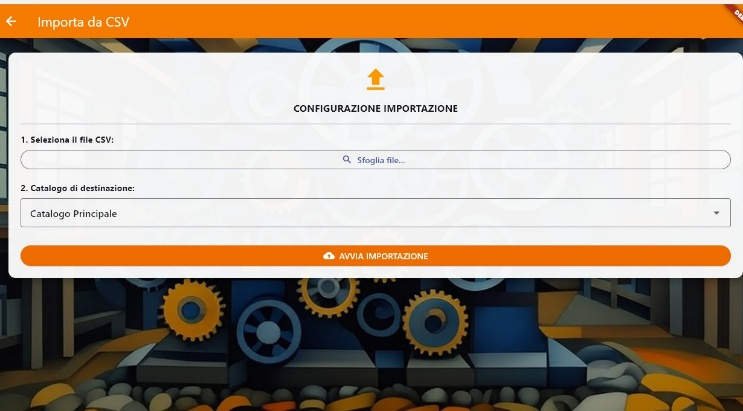 Importa da CSV
CONFIGURAZIONE IMPORTAZIONE
1. Seleziona il file CSV:
Sfoglia file...
2. Catalogo di destinazione:
Catalogo Principale
AVVIA IMPORTAZIONE